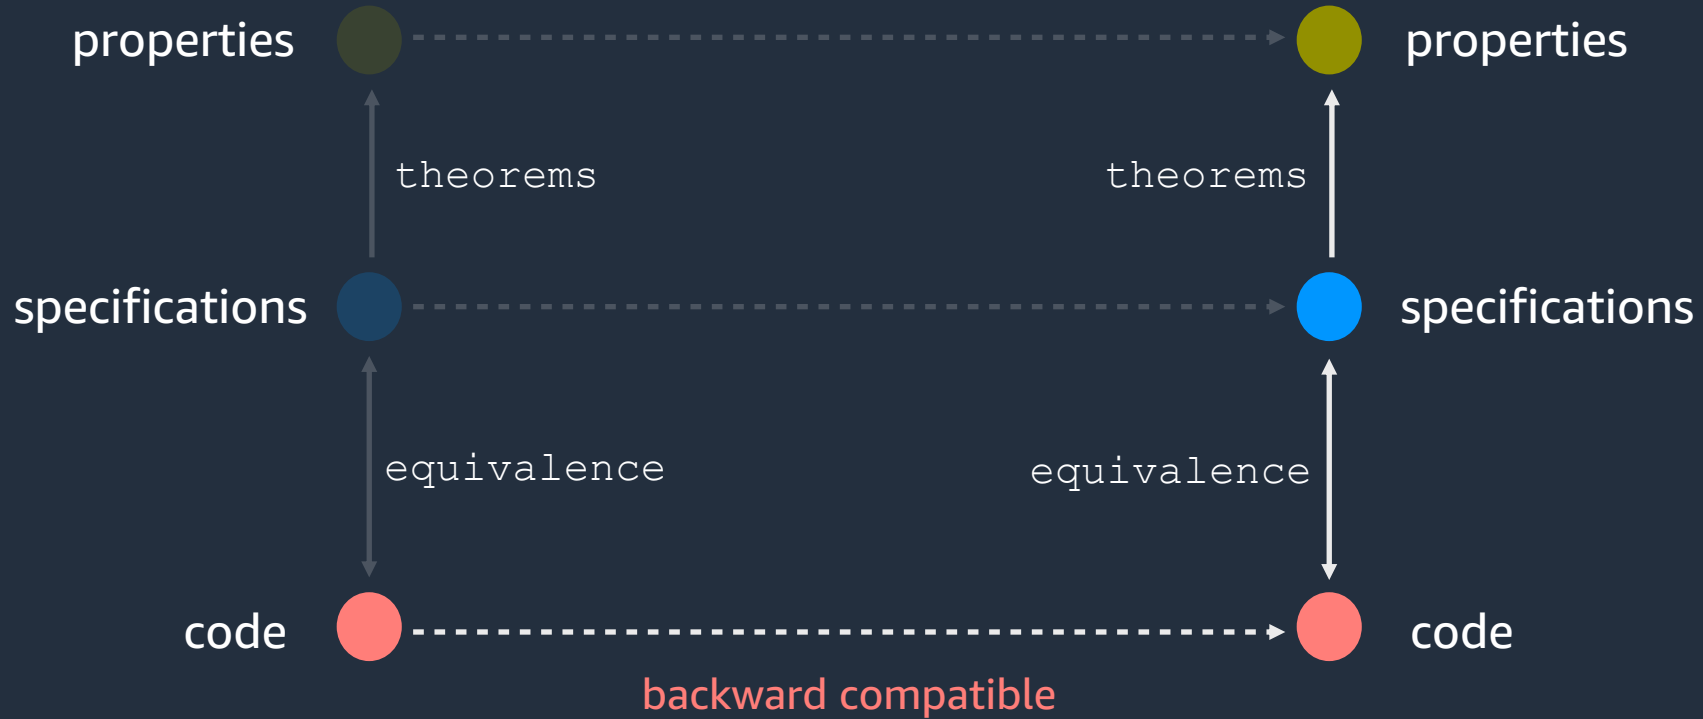 properties
properties
theorems
theorems
specifications
specifications
equivalence
equivalence
code
code
backward compatible